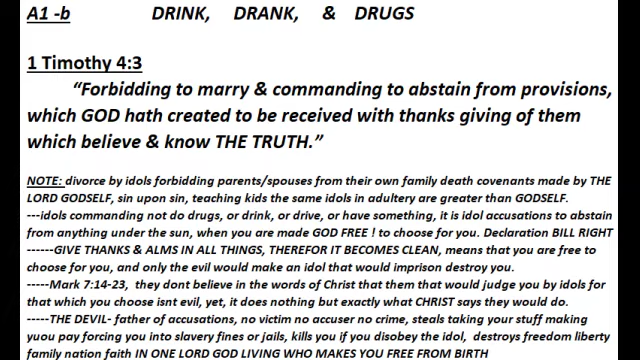 A1 -b DRINK, DRANK, & DRUGS
1 Timothy 4:3
“Forbidding to marry & commanding to abstain from provisions,
which GOD hath created to be received with thanks giving of them
which believe & know THE TRUTH.”
NOTE: divorce by idols forbidding parents/spouses from their own family death covenants made by THE
LORD GODSELF, sin upon sin, teaching kids the same idols in adultery are greater than GODSELF.
---idols commanding not do drugs, or drink, or drive, or have something, it is idol accusations to abstain
from anything under the sun, when you are made GOD FREE ! to choose for you. Declaration BILL RIGHT
------GIVE THANKS & ALMS IN ALL THINGS, THEREFOR IT BECOMES CLEAN, means that you are free to
choose for you, and only the evil would make an idol that would imprison destroy you.
-----Mark 7:14-23, they dont believe in the words of Christ that them that would judge you by idols for
that which you choose isnt evil, yet, it does nothing but exactly what CHRIST says they would do.
-----THE DEVIL- father of accusations, no victim no accuser no crime, steals taking your stuff making
yuou pay forcing you into slavery fines or jails, kills you if you disobey the idol, destroys freedom liberty
family nation faith IN ONE LORD GOD LIVING WHO MAKES YOU FREE FROM BIRTH